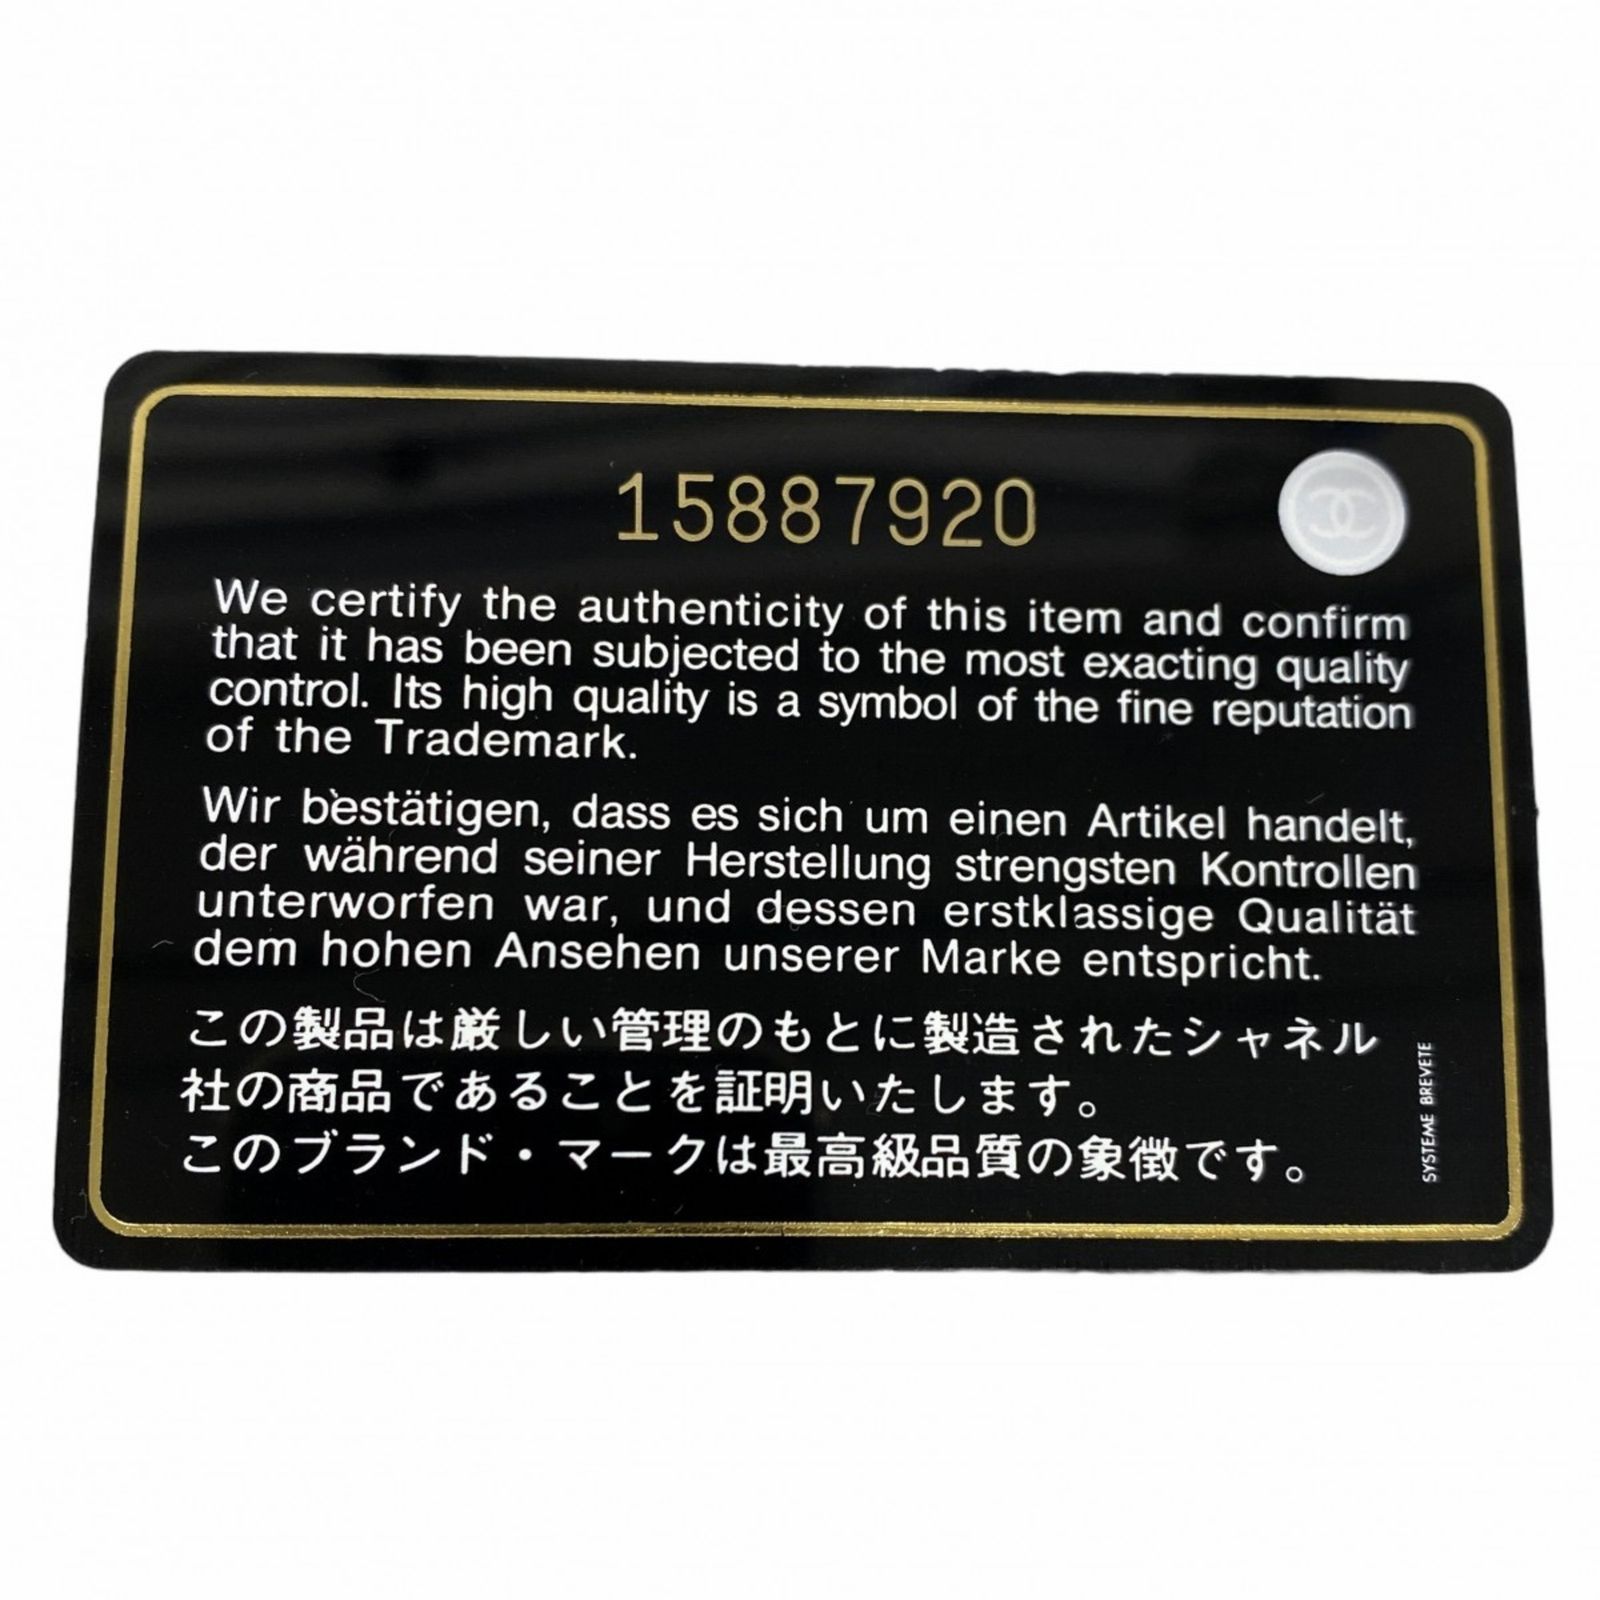 15887920
We certify the authenticity of this item and confirm
that it has been subjected to the most exacting quality
control. Its high quality is a symbol of the fine reputation
of the Trademark.
Wir bestätigen, dass es sich um einen Artikel handelt,
der während seiner Herstellung strengsten Kontrollen
unterworfen war, und dessen erstklassige Qualität
dem hohen Ansehen unserer Marke entspricht.
この製品は厳しい管理のもとに製造されたシャネル
社の商品であることを証明いたします。
このブランド・マークは最高級品質の象徴です。
SYSTEME BREVETE